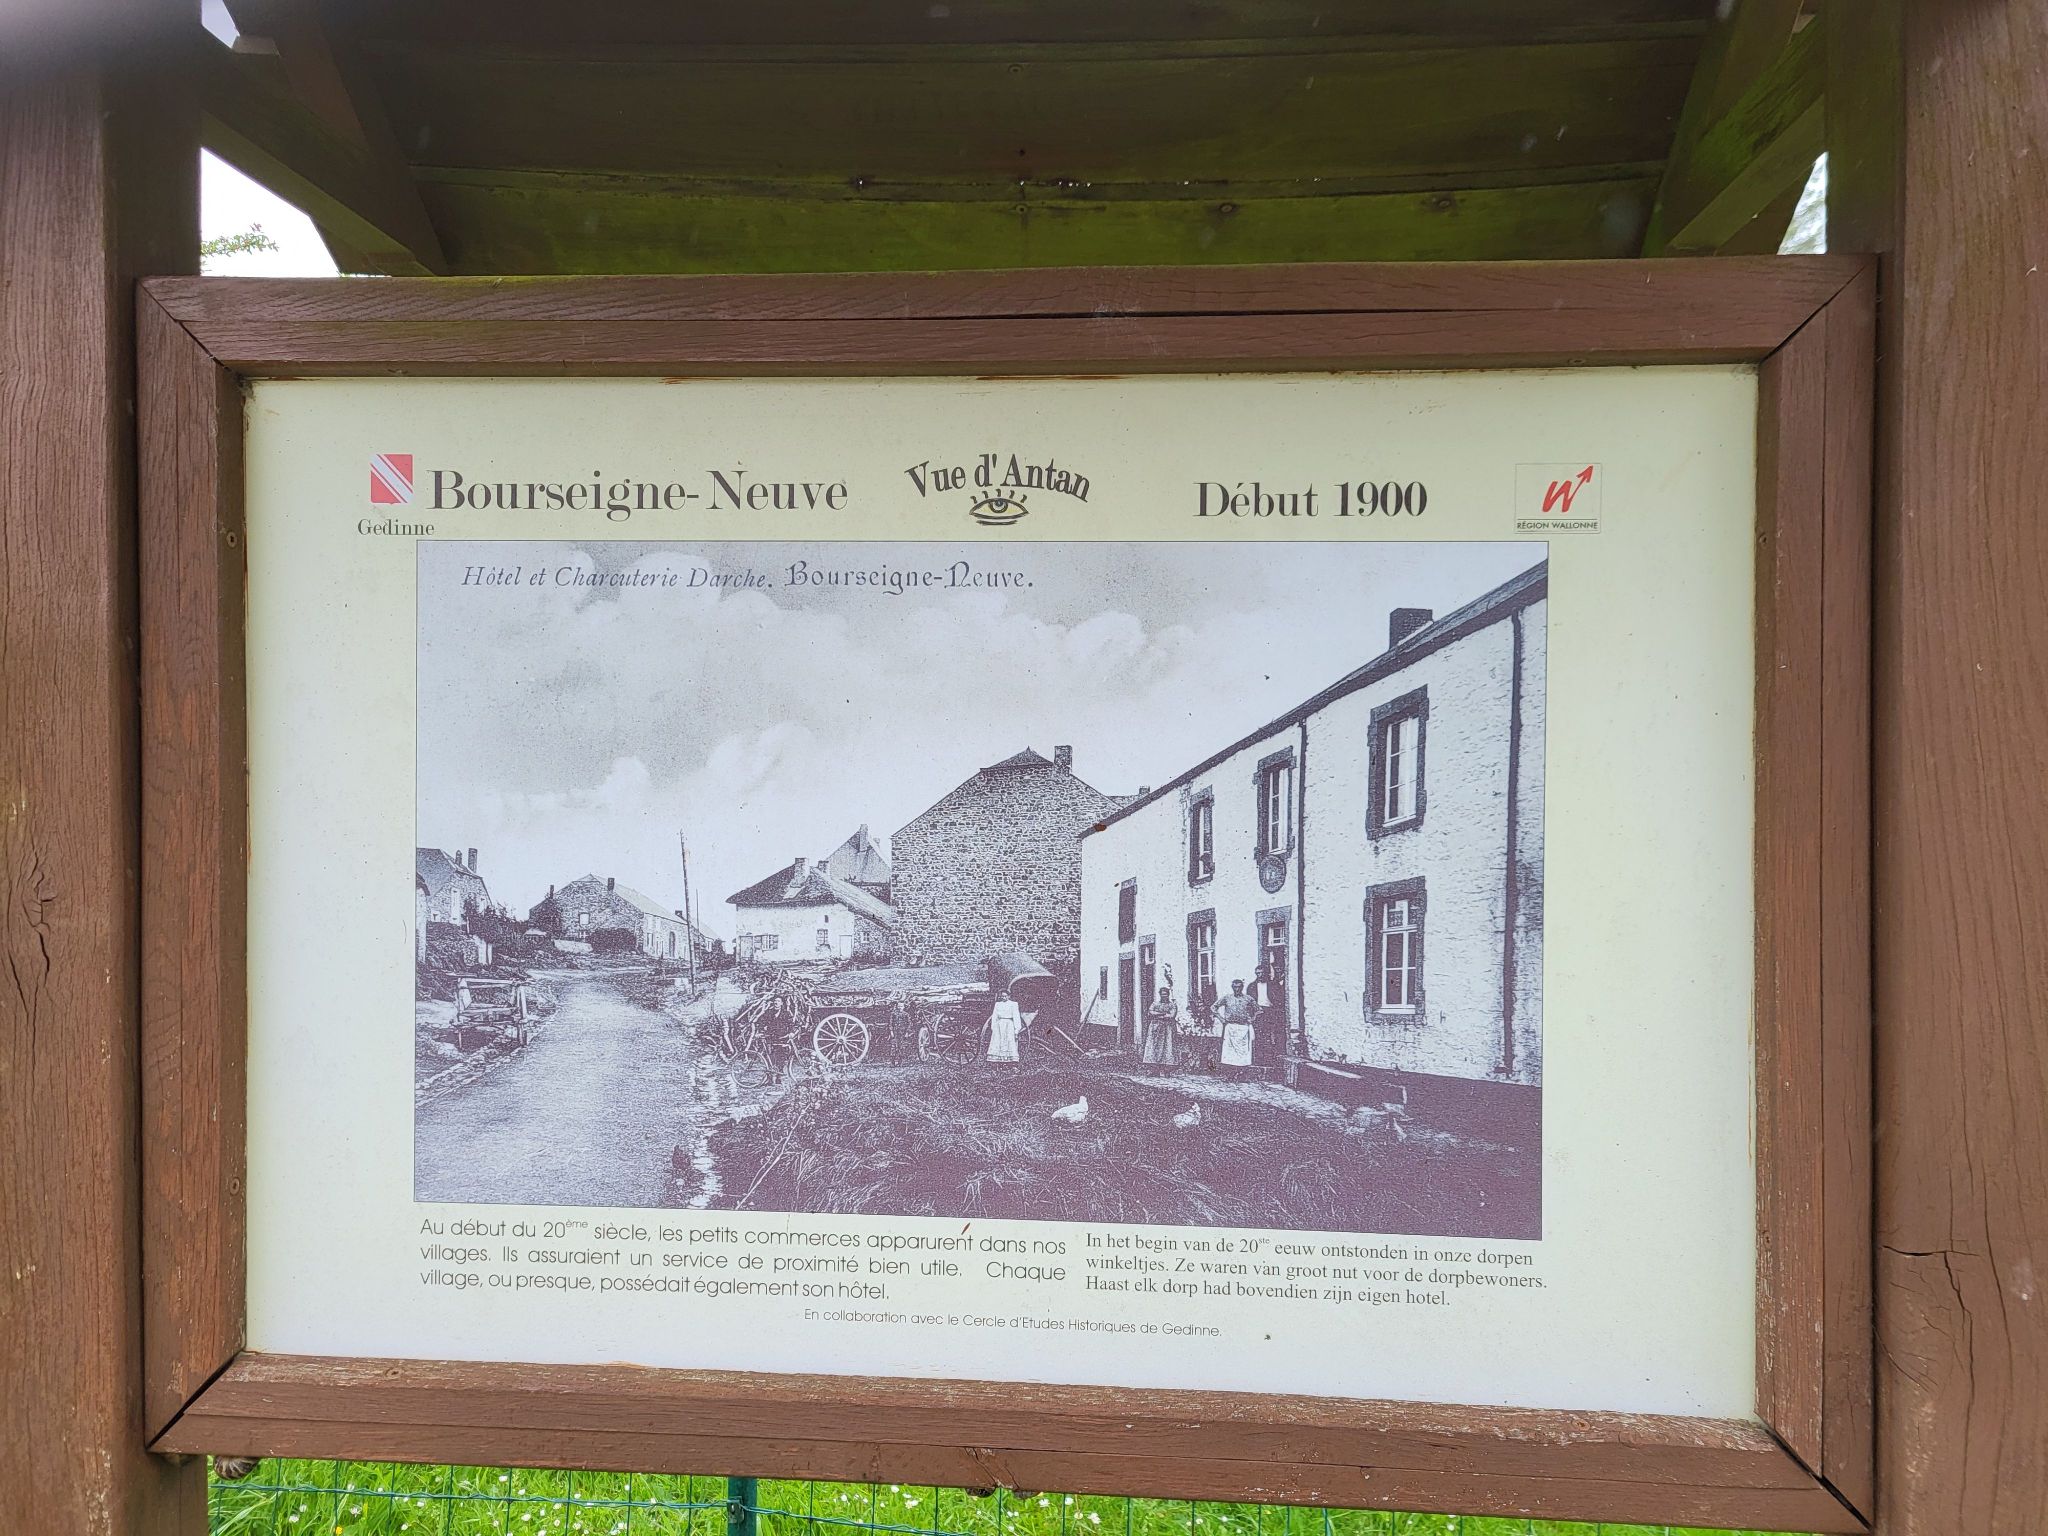 Bourseigne-Neuve
Gedinne
Vue d'Antan
Début 1900
RÉGION WALLONNE
Hôtel et Charcuterie Darche. Bourseigne-Neuve.
Au début du 20ème siècle, les petits commerces apparurent dans nos
villages. Ils assuraient un service de proximité bien utile. Chaque
village, ou presque, possédait également son hôtel.
In het begin van de 20ste eeuw ontstonden in onze dorpen
winkeltjes. Ze waren van groot nut voor de dorpbewoners.
Haast elk dorp had bovendien zijn eigen hotel.
En collaboration avec le Cercle d'Etudes Historiques de Gedinne.